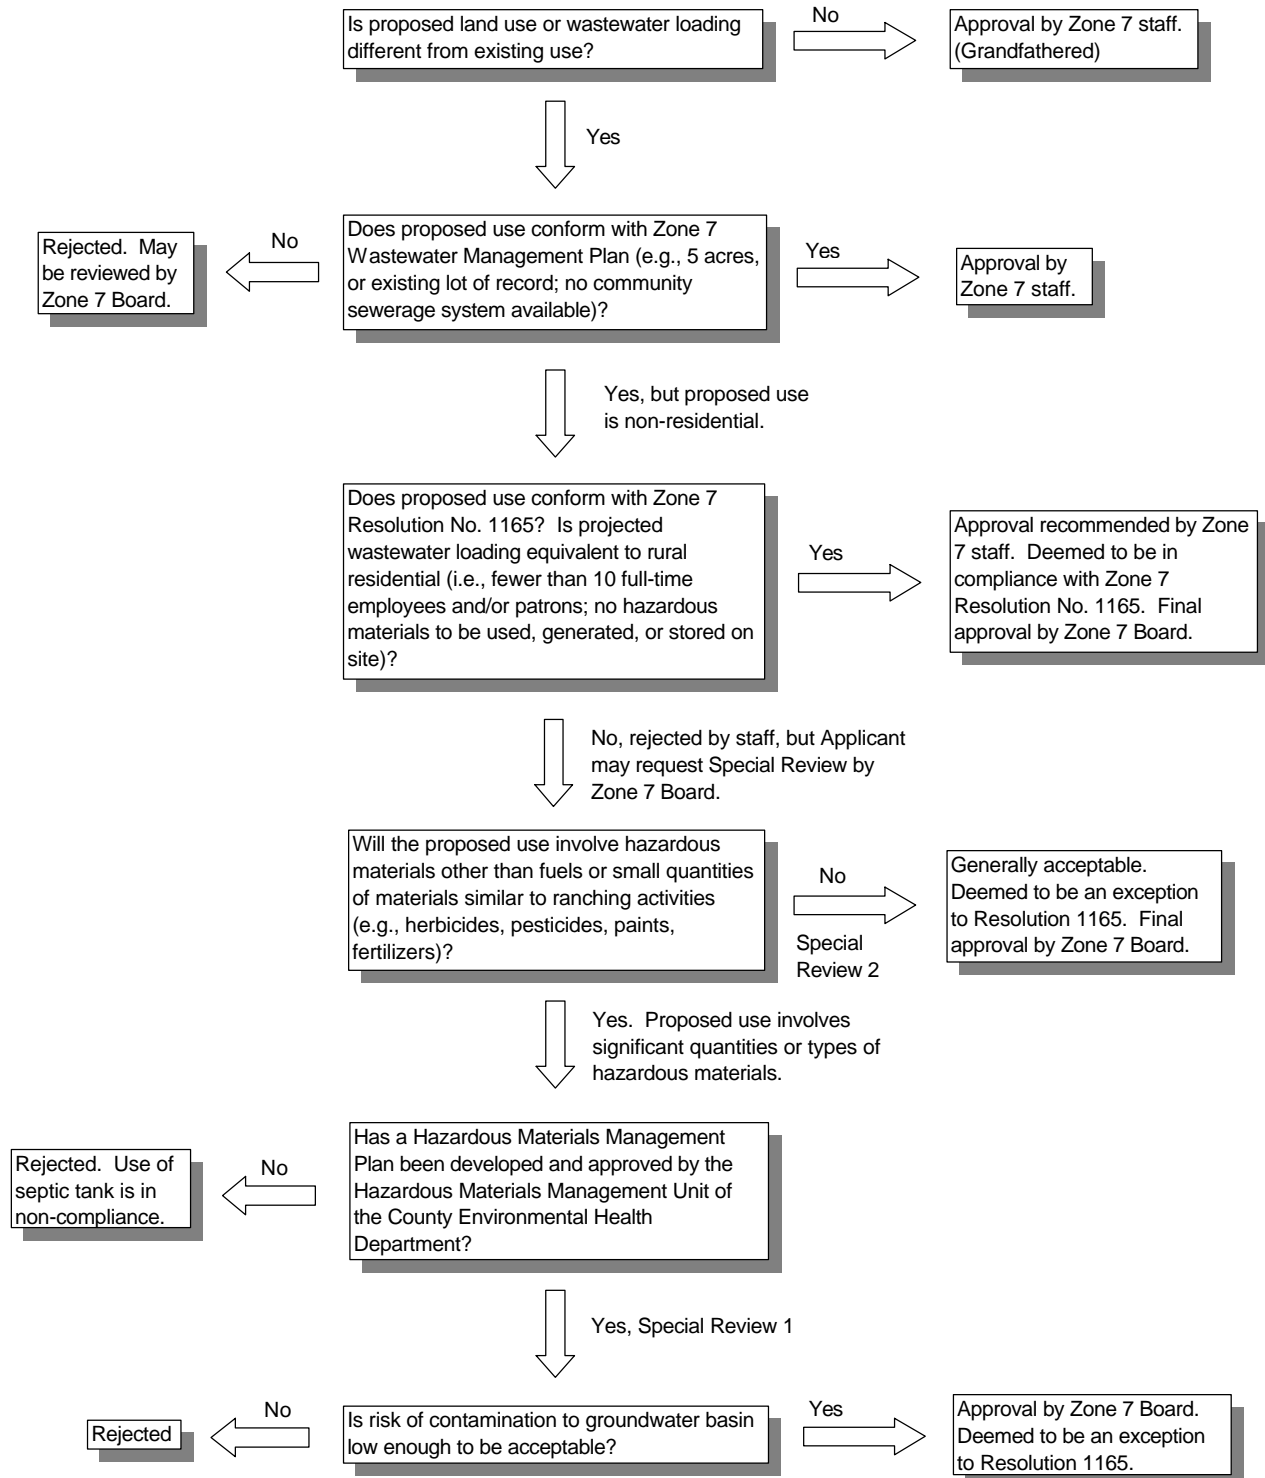 Is proposed land use or wastewater loading
different from existing use?
No
Approval by Zone 7 staff.
(Grandfathered)
Yes
Rejected. May
be reviewed by
Zone 7 Board.
No
Does proposed use conform with Zone 7
Wastewater Management Plan (e.g., 5 acres,
or existing lot of record; no community
sewerage system available)?
Yes
Approval by
Zone 7 staff.
Yes, but proposed use
is non-residential.
Does proposed use conform with Zone 7
Resolution No. 1165? Is projected
wastewater loading equivalent to rural
residential (i.e., fewer than 10 full-time
employees and/or patrons; no hazardous
materials to be used, generated, or stored on
site)?
Yes
Approval recommended by Zone
7 staff. Deemed to be in
compliance with Zone 7
Resolution No. 1165. Final
approval by Zone 7 Board.
No, rejected by staff, but Applicant
may request Special Review by
Zone 7 Board.
Will the proposed use involve hazardous
materials other than fuels or small quantities
of materials similar to ranching activities
(e.g., herbicides, pesticides, paints,
fertilizers)?
No
Special
Review 2
Generally acceptable.
Deemed to be an exception
to Resolution 1165. Final
approval by Zone 7 Board.
Yes. Proposed use involves
significant quantities or types of
hazardous materials.
Rejected. Use of
septic tank is in
non-compliance.
No
Has a Hazardous Materials Management
Plan been developed and approved by the
Hazardous Materials Management Unit of
the County Environmental Health
Department?
Yes, Special Review 1
Rejected
No
Is risk of contamination to groundwater basin
low enough to be acceptable?
Yes
Approval by Zone 7 Board.
Deemed to be an exception
to Resolution 1165.